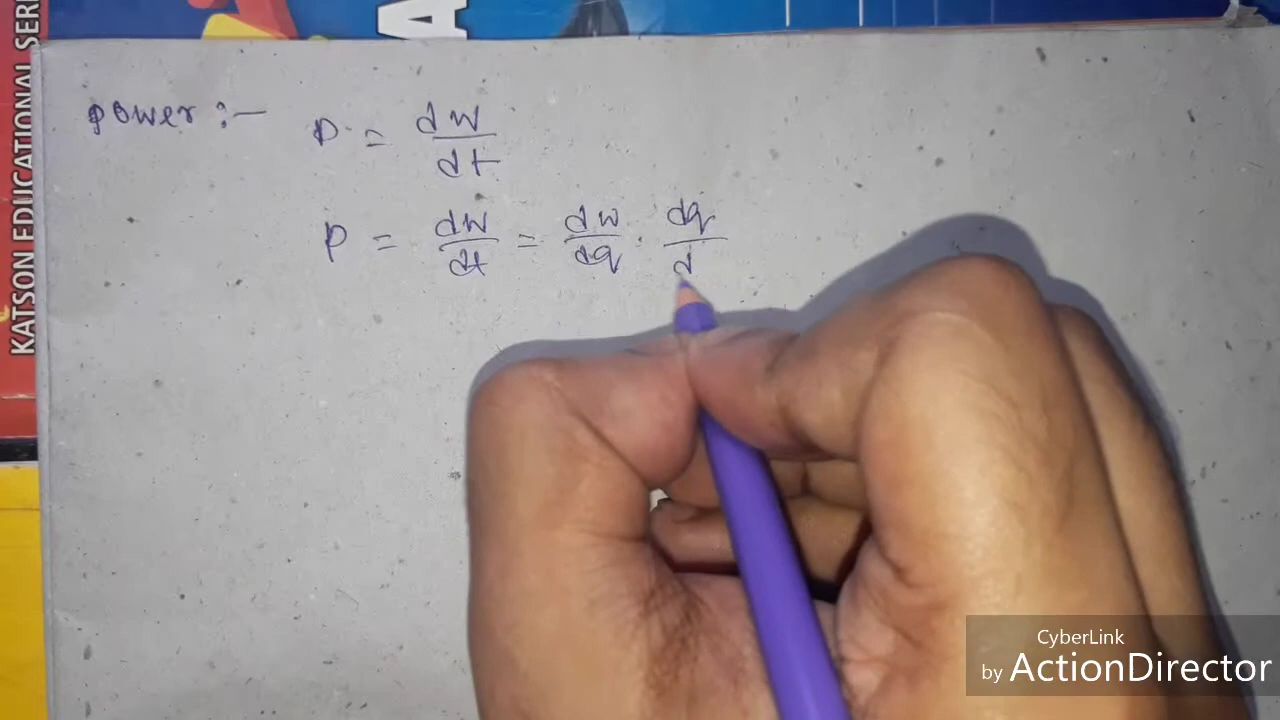 KATSON EDUCATIONAL SERI
A
power :- P = dw/dt
P = dw/dt = dw/dq . dq/d
CyberLink
by ActionDirector